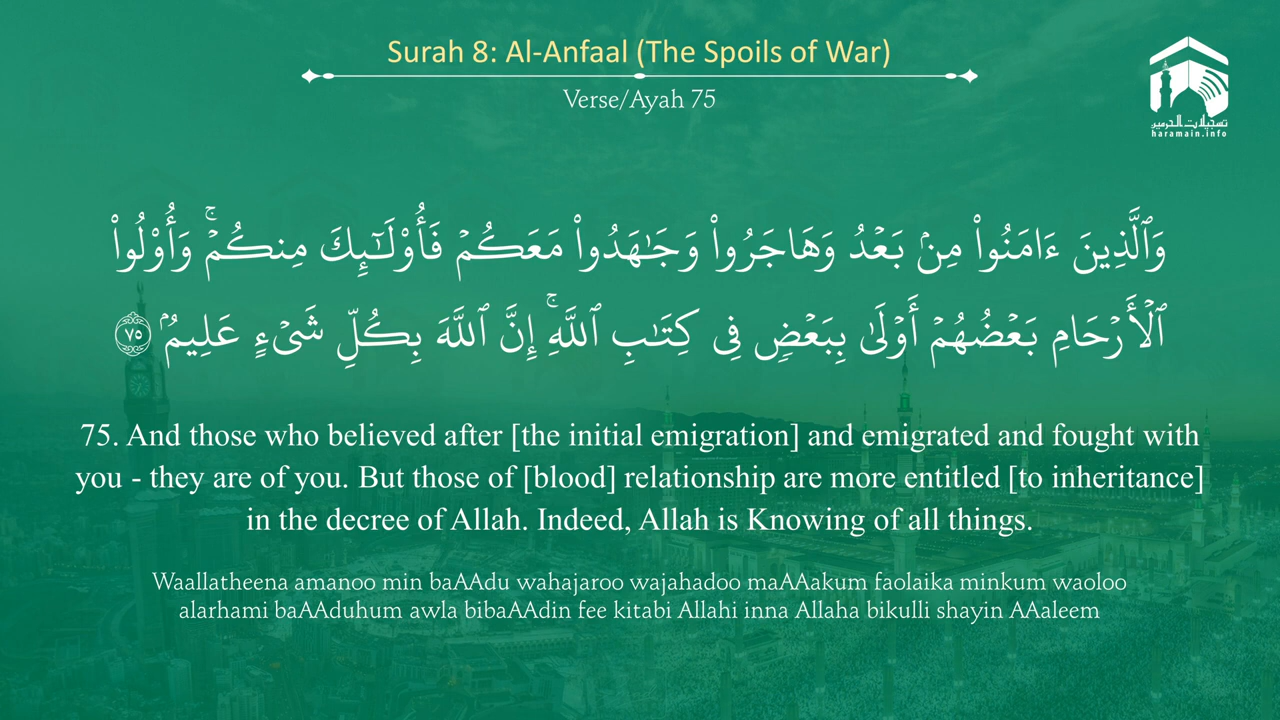 Surah 8: Al-Anfaal (The Spoils of War)
Verse/Ayah 75
تسجيلات الحرمين
haramain.info
وَٱلَّذِينَ ءَامَنُوا۟ مِنۢ بَعْدُ وَهَاجَرُوا۟ وَجَـٰهَدُوا۟ مَعَكُمْ فَأُو۟لَـٰٓئِكَ مِنكُمْ ۚ وَأُو۟لُوا۟
ٱلْأَرْحَامِ بَعْضُهُمْ أَوْلَىٰ بِبَعْضٍ فِى كِتَـٰبِ ٱللَّهِ ۚ إِنَّ ٱللَّهَ بِكُلِّ شَىْءٍ عَلِيمٌۢ ٧٥
75. And those who believed after [the initial emigration] and emigrated and fought with
you - they are of you. But those of [blood] relationship are more entitled [to inheritance]
in the decree of Allah. Indeed, Allah is Knowing of all things.
Waallatheena amanoo min baAAdu wahajaroo wajahadoo maAAakum faolaika minkum waoloo
alarhami baAAduhum awla bibaAAdin fee kitabi Allahi inna Allaha bikulli shayin AAaleem